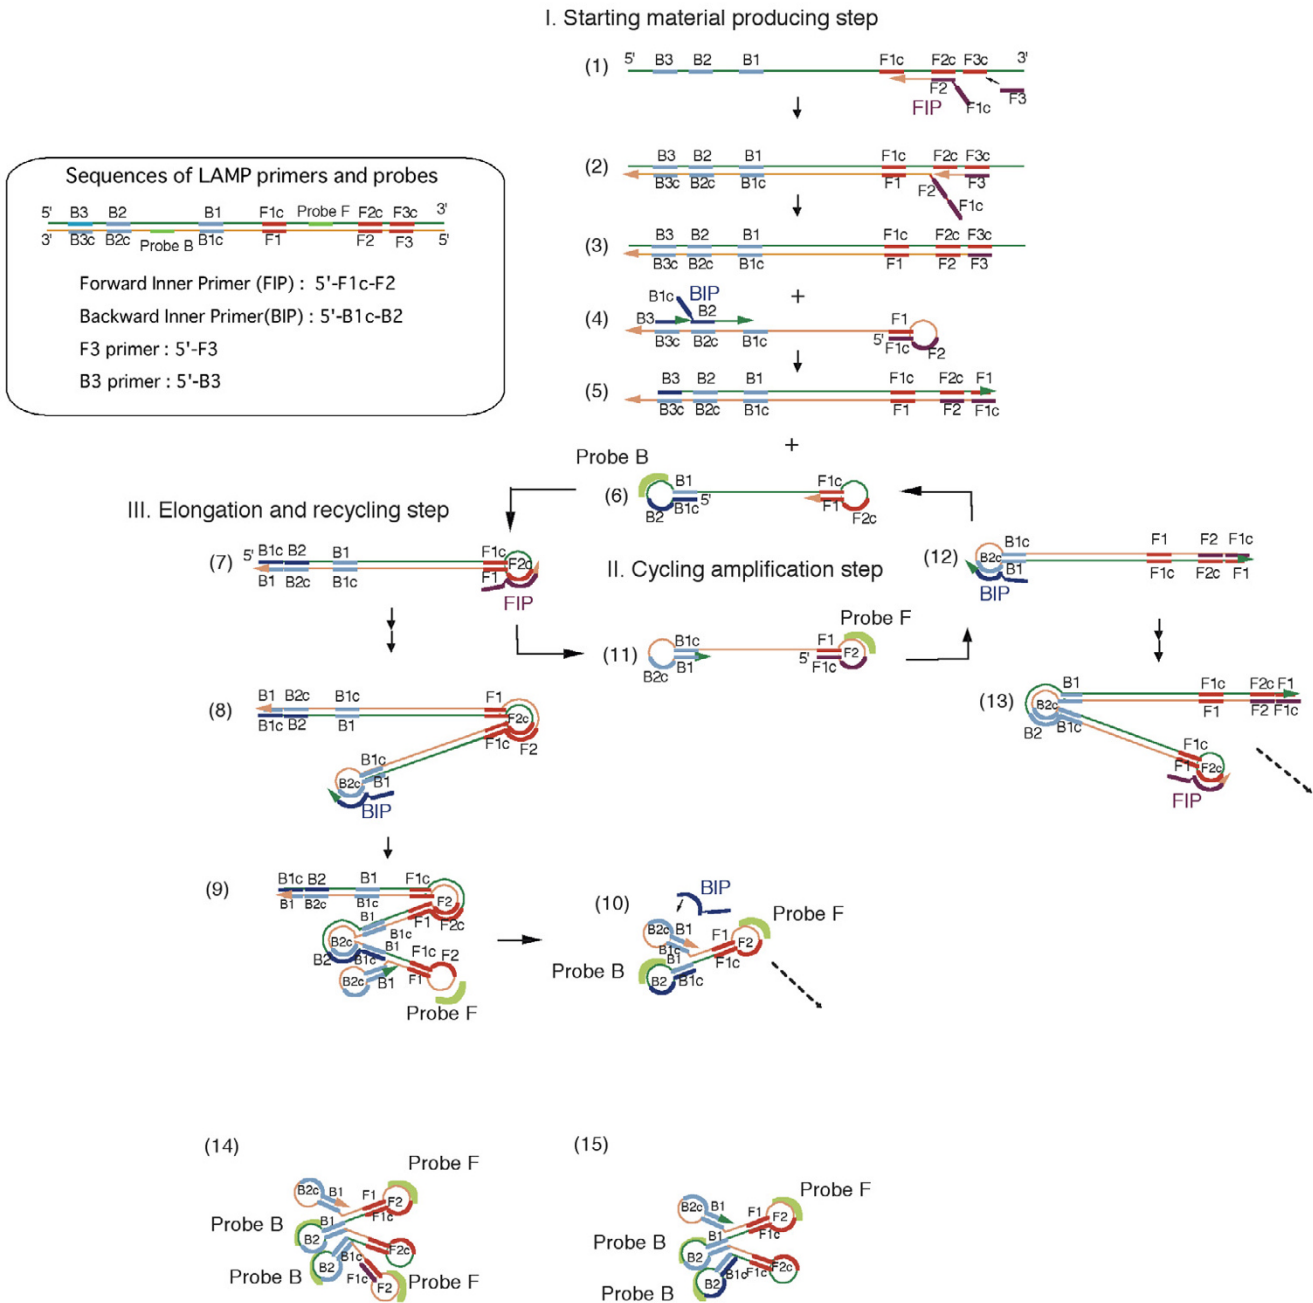 I. Starting material producing step
(1)
5' B3 B2 B1 F1c F2c F3c 3'
F2 F1c F3
FIP
(2)
B3 B2 B1 F1c F2c F3c
B3c B2c B1c F1 F2 F3
F1c
(3)
B3 B2 B1 F1c F2c F3c
B3c B2c B1c F1 F2 F3
+
(4)
B1c BIP
B3 B2 F1
B3c B2c B1c 5' F1c F2
(5)
B3 B2 B1 F1c F2c F1
B3c B2c B1c F1 F2 F1c
+
Sequences of LAMP primers and probes
5' B3 B2 B1 F1c Probe F F2c F3c 3'
3' B3c B2c Probe B B1c F1 F2 F3 5'
Forward Inner Primer (FIP) : 5'-F1c-F2
Backward Inner Primer(BIP) : 5'-B1c-B2
F3 primer : 5'-F3
B3 primer : 5'-B3
Probe B
(6)
B1 F1c
B2 B1c 5' F1 F2c
III. Elongation and recycling step
(7)
5' B1c B2 B1 F1c F2c
B1 B2c B1c F1
FIP
II. Cycling amplification step
(12)
B1c F1 F2 F1c
B2c B1 F1c F2c F1
BIP
Probe F
(11)
B1c F1
B2c B1 5' F1c F2
(8)
B1 B2c B1c F1
B1c B2 B1 F2c
F1c F2
B1c
B2c B1
BIP
(13)
B1 F1c F2c F1
B2c F1 F2 F1c
B2 B1c
F1c
F1 F2c
FIP
(9)
B1c B2 B1 F1c
B1 B2c B1c F2
B1 F1 F2c
B2c B1c
B2 B1c B1 F1c F2
B2c B1 F1
Probe F
(10)
BIP
Probe F
B2c B1 F1
B1c F2
B1 F1c
Probe B
B2 B1c
(14)
Probe F
B2c B1 F1 F2
B1 F1c
Probe B
B2
F2c
B1c
Probe B
B2 F1c F2
Probe F
(15)
Probe F
B2c B1 F1 F2
B1 F1c
Probe B
B2
B1c F1c F2c
Probe B
B2